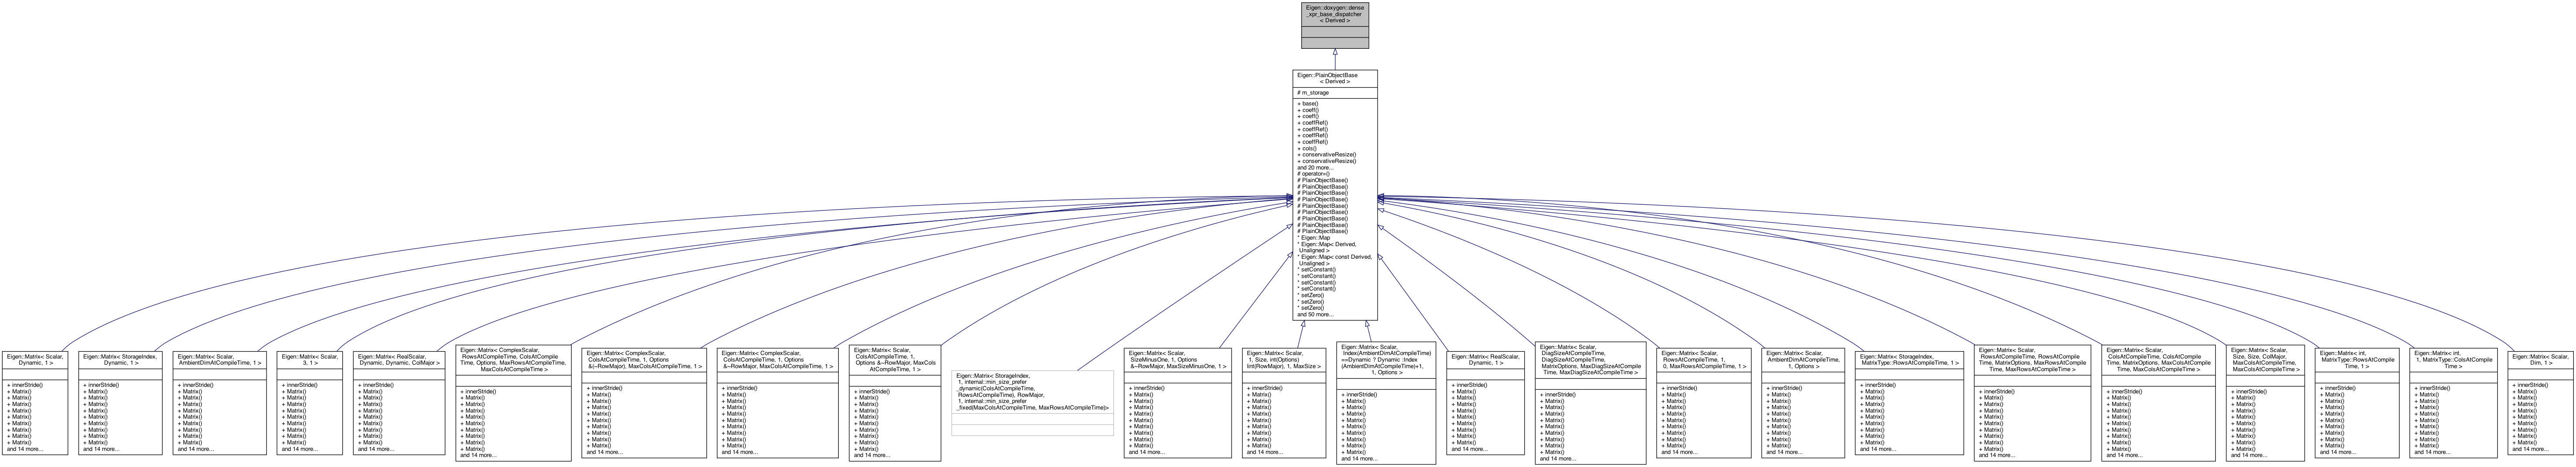 Eigen::doxygen::dense
_xpr_base_dispatcher
< Derived >
Eigen::PlainObjectBase
< Derived >
# m_storage
+ base()
+ coeff()
+ coeff()
+ coeffRef()
+ coeffRef()
+ coeffRef()
+ coeffRef()
+ cols()
+ conservativeResize()
+ conservativeResize()
and 20 more...
# operator=()
# PlainObjectBase()
# PlainObjectBase()
# PlainObjectBase()
# PlainObjectBase()
# PlainObjectBase()
# PlainObjectBase()
# PlainObjectBase()
# PlainObjectBase()
# PlainObjectBase()
* Eigen::Map
* Eigen::Map< Derived,
Unaligned >
* Eigen::Map< const Derived,
Unaligned >
* setConstant()
* setConstant()
* setConstant()
* setConstant()
* setZero()
* setZero()
* setZero()
and 50 more...
Eigen::Matrix< Scalar,
Dynamic, 1 >
+ innerStride()
+ Matrix()
+ Matrix()
+ Matrix()
+ Matrix()
+ Matrix()
+ Matrix()
+ Matrix()
+ Matrix()
+ Matrix()
and 14 more...
Eigen::Matrix< StorageIndex,
Dynamic, 1 >
+ innerStride()
+ Matrix()
+ Matrix()
+ Matrix()
+ Matrix()
+ Matrix()
+ Matrix()
+ Matrix()
+ Matrix()
+ Matrix()
and 14 more...
Eigen::Matrix< Scalar,
AmbientDimAtCompileTime, 1 >
+ innerStride()
+ Matrix()
+ Matrix()
+ Matrix()
+ Matrix()
+ Matrix()
+ Matrix()
+ Matrix()
+ Matrix()
+ Matrix()
and 14 more...
Eigen::Matrix< Scalar,
3, 1 >
+ innerStride()
+ Matrix()
+ Matrix()
+ Matrix()
+ Matrix()
+ Matrix()
+ Matrix()
+ Matrix()
+ Matrix()
+ Matrix()
and 14 more...
Eigen::Matrix< RealScalar,
Dynamic, Dynamic, ColMajor >
+ innerStride()
+ Matrix()
+ Matrix()
+ Matrix()
+ Matrix()
+ Matrix()
+ Matrix()
+ Matrix()
+ Matrix()
+ Matrix()
and 14 more...
Eigen::Matrix< ComplexScalar,
RowsAtCompileTime, ColsAtCompile
Time, Options, MaxRowsAtCompileTime,
MaxColsAtCompileTime >
+ innerStride()
+ Matrix()
+ Matrix()
+ Matrix()
+ Matrix()
+ Matrix()
+ Matrix()
+ Matrix()
+ Matrix()
+ Matrix()
and 14 more...
Eigen::Matrix< ComplexScalar,
ColsAtCompileTime, 1, Options
&(~RowMajor), MaxColsAtCompileTime, 1 >
+ innerStride()
+ Matrix()
+ Matrix()
+ Matrix()
+ Matrix()
+ Matrix()
+ Matrix()
+ Matrix()
+ Matrix()
+ Matrix()
and 14 more...
Eigen::Matrix< ComplexScalar,
ColsAtCompileTime, 1, Options
&~RowMajor, MaxColsAtCompileTime, 1 >
+ innerStride()
+ Matrix()
+ Matrix()
+ Matrix()
+ Matrix()
+ Matrix()
+ Matrix()
+ Matrix()
+ Matrix()
+ Matrix()
and 14 more...
Eigen::Matrix< Scalar,
ColsAtCompileTime, 1,
Options &~RowMajor, MaxCols
AtCompileTime, 1 >
+ innerStride()
+ Matrix()
+ Matrix()
+ Matrix()
+ Matrix()
+ Matrix()
+ Matrix()
+ Matrix()
+ Matrix()
+ Matrix()
and 14 more...
Eigen::Matrix< StorageIndex,
1, internal::min_size_prefer
_dynamic(ColsAtCompileTime,
RowsAtCompileTime), RowMajor,
1, internal::min_size_prefer
_fixed(MaxColsAtCompileTime, MaxRowsAtCompileTime)>
Eigen::Matrix< Scalar,
SizeMinusOne, 1, Options
&~RowMajor, MaxSizeMinusOne, 1 >
+ innerStride()
+ Matrix()
+ Matrix()
+ Matrix()
+ Matrix()
+ Matrix()
+ Matrix()
+ Matrix()
+ Matrix()
+ Matrix()
and 14 more...
Eigen::Matrix< Scalar,
1, Size, int(Options)
|int(RowMajor), 1, MaxSize >
+ innerStride()
+ Matrix()
+ Matrix()
+ Matrix()
+ Matrix()
+ Matrix()
+ Matrix()
+ Matrix()
+ Matrix()
+ Matrix()
and 14 more...
Eigen::Matrix< Scalar,
Index(AmbientDimAtCompileTime)
==Dynamic ? Dynamic :Index
(AmbientDimAtCompileTime)+1,
1, Options >
+ innerStride()
+ Matrix()
+ Matrix()
+ Matrix()
+ Matrix()
+ Matrix()
+ Matrix()
+ Matrix()
+ Matrix()
+ Matrix()
and 14 more...
Eigen::Matrix< RealScalar,
Dynamic, 1 >
+ innerStride()
+ Matrix()
+ Matrix()
+ Matrix()
+ Matrix()
+ Matrix()
+ Matrix()
+ Matrix()
+ Matrix()
+ Matrix()
and 14 more...
Eigen::Matrix< Scalar,
DiagSizeAtCompileTime,
DiagSizeAtCompileTime,
MatrixOptions, MaxDiagSizeAtCompile
Time, MaxDiagSizeAtCompileTime >
+ innerStride()
+ Matrix()
+ Matrix()
+ Matrix()
+ Matrix()
+ Matrix()
+ Matrix()
+ Matrix()
+ Matrix()
+ Matrix()
and 14 more...
Eigen::Matrix< Scalar,
RowsAtCompileTime, 1,
0, MaxRowsAtCompileTime, 1 >
+ innerStride()
+ Matrix()
+ Matrix()
+ Matrix()
+ Matrix()
+ Matrix()
+ Matrix()
+ Matrix()
+ Matrix()
+ Matrix()
and 14 more...
Eigen::Matrix< Scalar,
AmbientDimAtCompileTime,
1, Options >
+ innerStride()
+ Matrix()
+ Matrix()
+ Matrix()
+ Matrix()
+ Matrix()
+ Matrix()
+ Matrix()
+ Matrix()
+ Matrix()
and 14 more...
Eigen::Matrix< StorageIndex,
MatrixType::RowsAtCompileTime, 1 >
+ innerStride()
+ Matrix()
+ Matrix()
+ Matrix()
+ Matrix()
+ Matrix()
+ Matrix()
+ Matrix()
+ Matrix()
+ Matrix()
and 14 more...
Eigen::Matrix< Scalar,
RowsAtCompileTime, RowsAtCompile
Time, MatrixOptions, MaxRowsAtCompile
Time, MaxRowsAtCompileTime >
+ innerStride()
+ Matrix()
+ Matrix()
+ Matrix()
+ Matrix()
+ Matrix()
+ Matrix()
+ Matrix()
+ Matrix()
+ Matrix()
and 14 more...
Eigen::Matrix< Scalar,
ColsAtCompileTime, ColsAtCompile
Time, MatrixOptions, MaxColsAtCompile
Time, MaxColsAtCompileTime >
+ innerStride()
+ Matrix()
+ Matrix()
+ Matrix()
+ Matrix()
+ Matrix()
+ Matrix()
+ Matrix()
+ Matrix()
+ Matrix()
and 14 more...
Eigen::Matrix< Scalar,
Size, Size, ColMajor,
MaxColsAtCompileTime,
MaxColsAtCompileTime >
+ innerStride()
+ Matrix()
+ Matrix()
+ Matrix()
+ Matrix()
+ Matrix()
+ Matrix()
+ Matrix()
+ Matrix()
+ Matrix()
and 14 more...
Eigen::Matrix< int,
MatrixType::RowsAtCompile
Time, 1 >
+ innerStride()
+ Matrix()
+ Matrix()
+ Matrix()
+ Matrix()
+ Matrix()
+ Matrix()
+ Matrix()
+ Matrix()
+ Matrix()
and 14 more...
Eigen::Matrix< int,
1, MatrixType::ColsAtCompile
Time >
+ innerStride()
+ Matrix()
+ Matrix()
+ Matrix()
+ Matrix()
+ Matrix()
+ Matrix()
+ Matrix()
+ Matrix()
+ Matrix()
and 14 more...
Eigen::Matrix< Scalar,
Dim, 1 >
+ innerStride()
+ Matrix()
+ Matrix()
+ Matrix()
+ Matrix()
+ Matrix()
+ Matrix()
+ Matrix()
+ Matrix()
+ Matrix()
and 14 more...